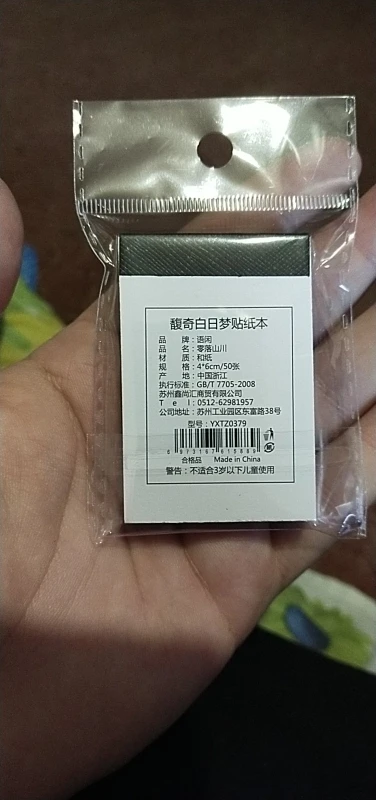 馥奇白日梦贴纸本
品 牌:语闲
品 名:零落山川
材 质:和纸
规 格:4*6cm/50张
产 地:中国浙江
执行标准:GB/T 7705-2008
苏州鑫尚汇商贸有限公司
T e l:0512-62981957
公司地址:苏州工业园区东富路38号
型号:YXTZ0379
合格品 Made in China
警告:不适合3岁以下儿童使用